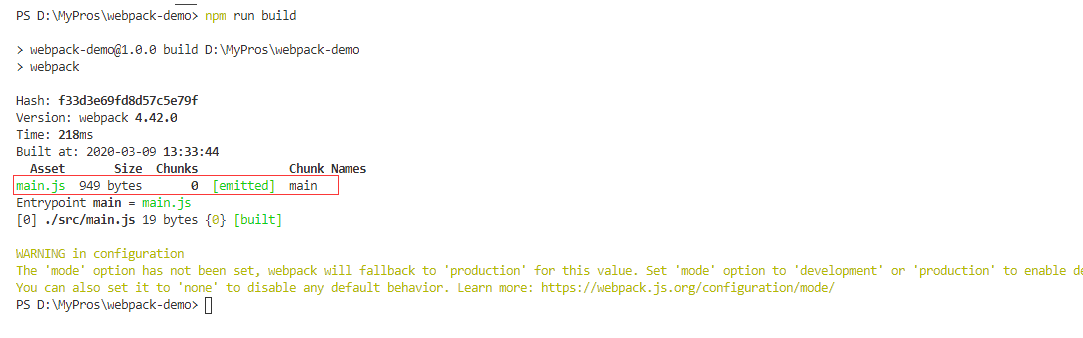 PS D:\MyPros\webpack-demo> npm run build
> webpack-demo@1.0.0 build D:\MyPros\webpack-demo
> webpack
Hash: f33d3e69fd8d57c5e79f
Version: webpack 4.42.0
Time: 218ms
Built at: 2020-03-09 13:33:44
Asset Size Chunks Chunk Names
main.js 949 bytes 0 [emitted] main
Entrypoint main = main.js
[0] ./src/main.js 19 bytes {0} [built]
WARNING in configuration
The 'mode' option has not been set, webpack will fallback to 'production' for this value. Set 'mode' option to 'development' or 'production' to enable de
You can also set it to 'none' to disable any default behavior. Learn more: https://webpack.js.org/configuration/mode/
PS D:\MyPros\webpack-demo>